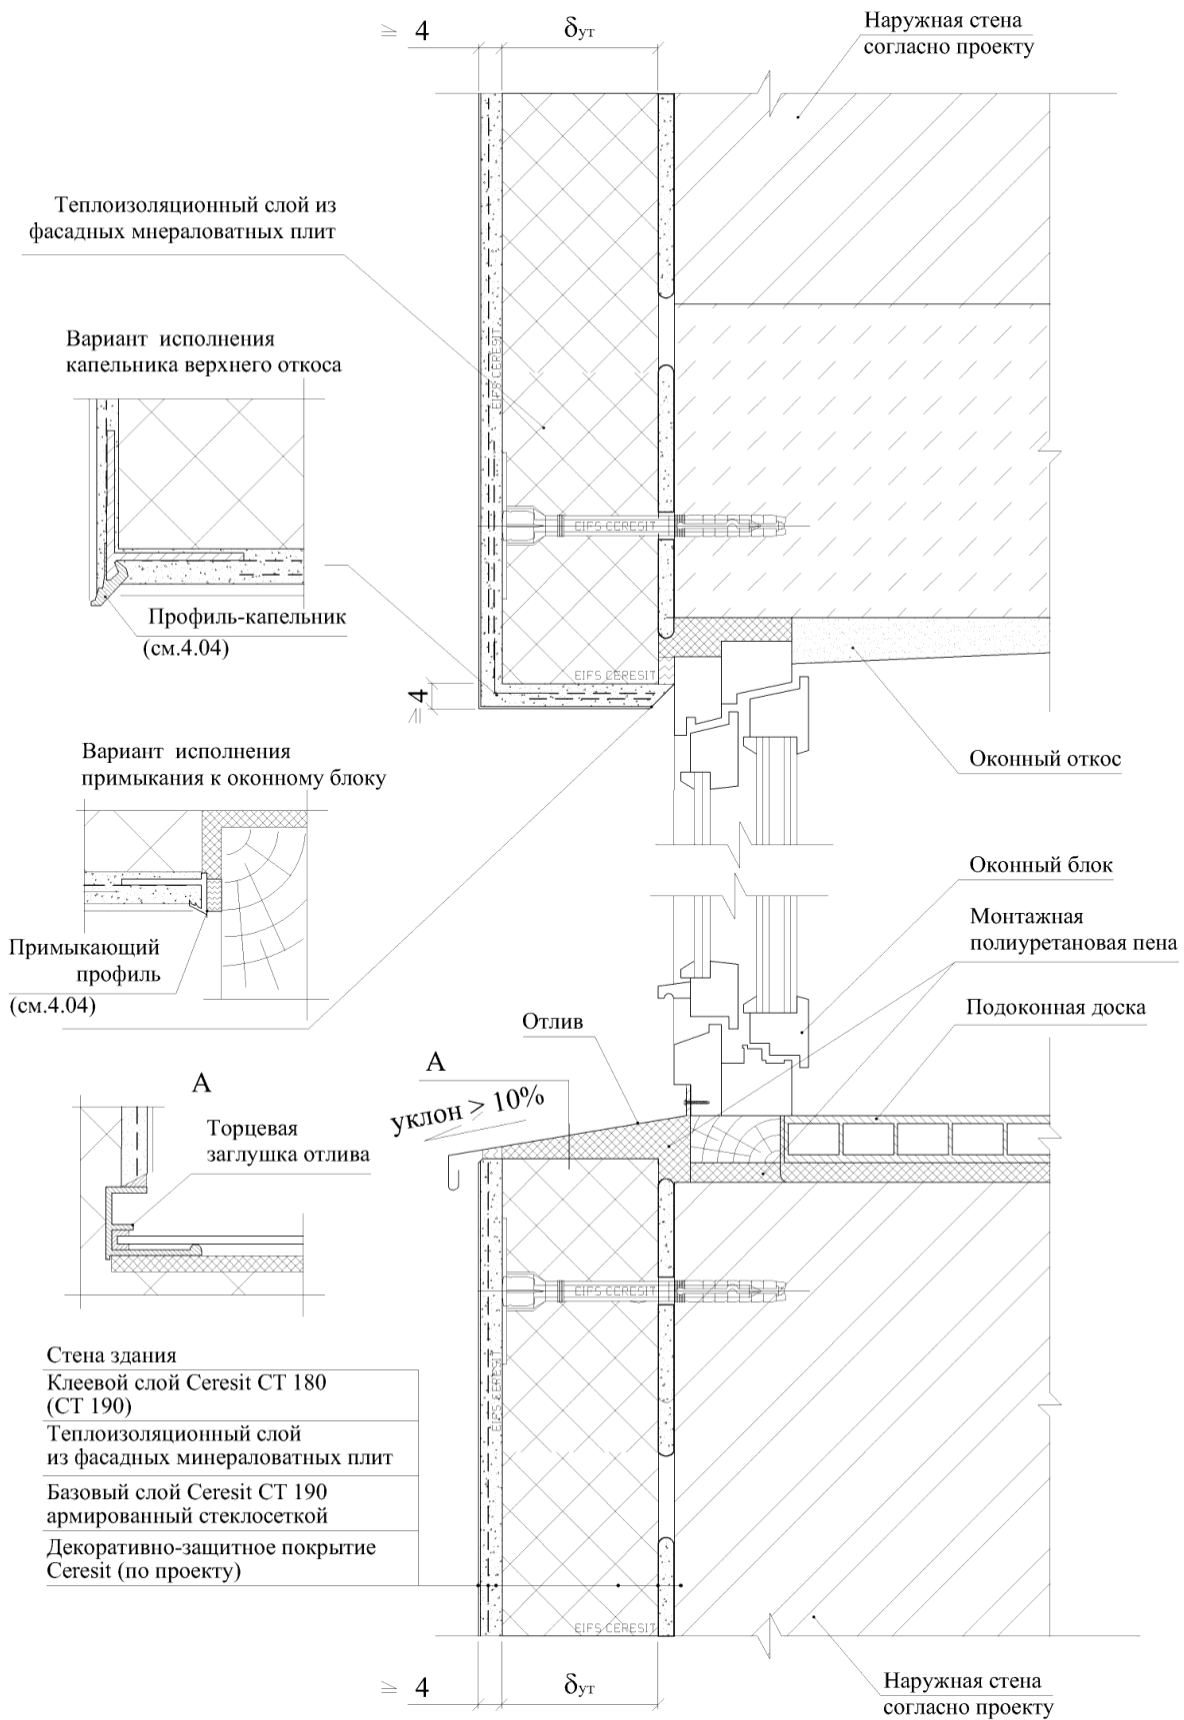 ≥ 4
δут
Наружная стена
согласно проекту
Теплоизоляционный слой из
фасадных мнераловатных плит
Вариант исполнения
капельника верхнего откоса
EIFS CERESIT
EIFS CERESIT
Профиль-капельник
(см.4.04)
EIFS CERESIT
≥ 4
Вариант исполнения
примыкания к оконному блоку
Оконный откос
Оконный блок
Монтажная
полиуретановая пена
Примыкающий
профиль
(см.4.04)
Подоконная доска
Отлив
А
уклон > 10%
А
Торцевая
заглушка отлива
EIFS CERESIT
EIFS CERESIT
Стена здания
Клеевой слой Ceresit CT 180
(CT 190)
Теплоизоляционный слой
из фасадных минераловатных плит
Базовый слой Ceresit CT 190
армированный стеклосеткой
Декоративно-защитное покрытие
Ceresit (по проекту)
EIFS CERESIT
≥ 4
δут
Наружная стена
согласно проекту